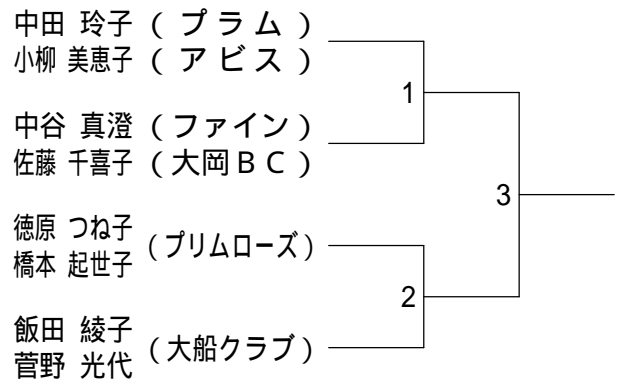 中田 玲子 ( プラム )
小柳 美恵子 ( アビス )
1
中谷 真澄 ( ファイン )
佐藤 千喜子 ( 大岡BC )
3
徳原 つね子
橋本 起世子
(プリムローズ)
2
飯田 綾子
菅野 光代
(大船クラブ)